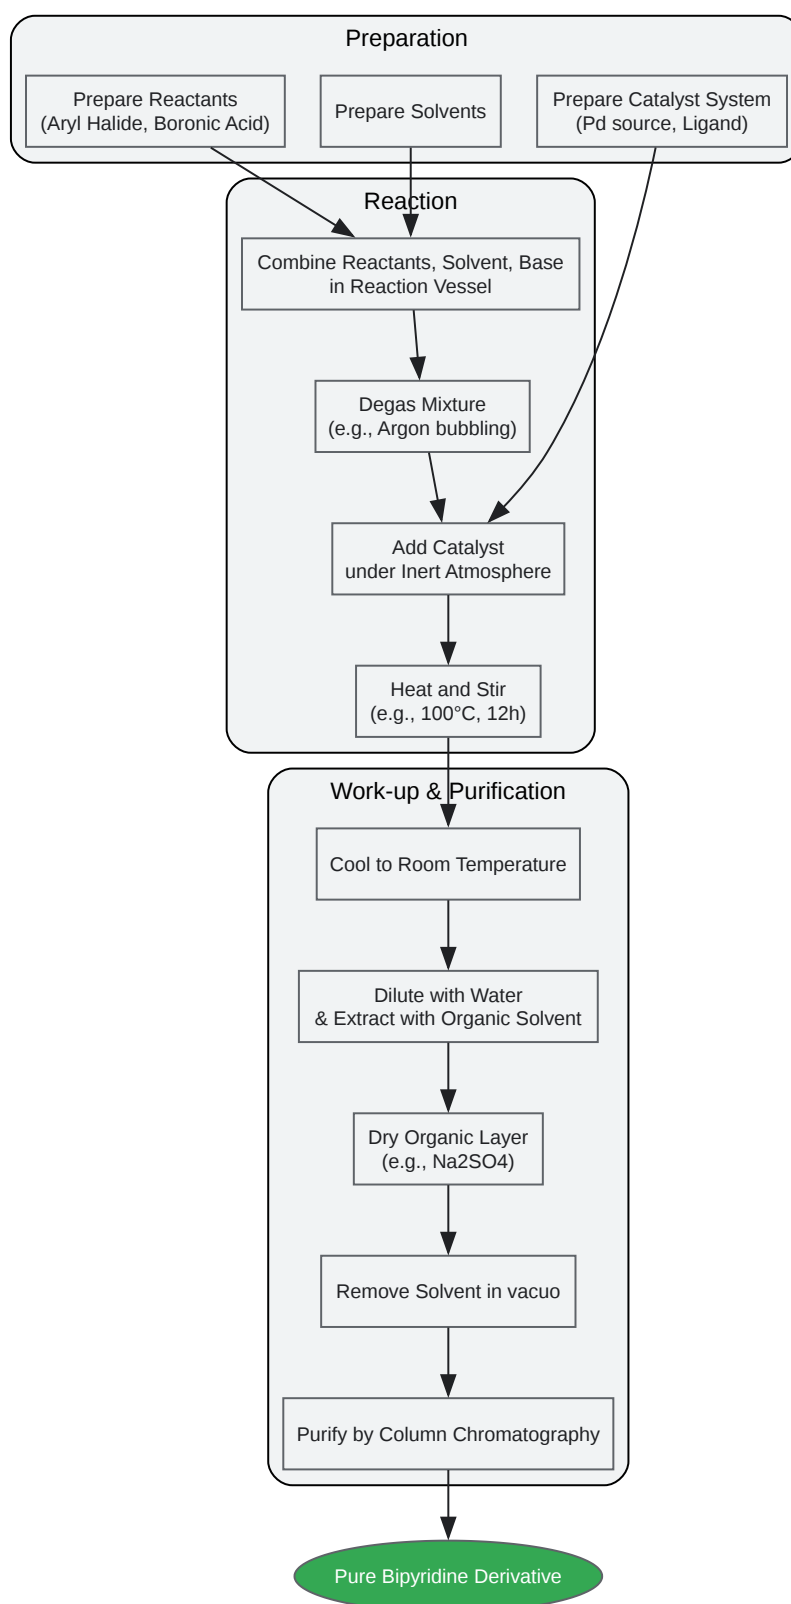 Preparation
Prepare Reactants
(Aryl Halide, Boronic Acid)
Prepare Solvents
Prepare Catalyst System
(Pd source, Ligand)
Reaction
Combine Reactants, Solvent, Base
in Reaction Vessel
Degas Mixture
(e.g., Argon bubbling)
Add Catalyst
under Inert Atmosphere
Heat and Stir
(e.g., 100°C, 12h)
Work-up & Purification
Cool to Room Temperature
Dilute with Water
& Extract with Organic Solvent
Dry Organic Layer
(e.g., Na2SO4)
Remove Solvent in vacuo
Purify by Column Chromatography
Pure Bipyridine Derivative